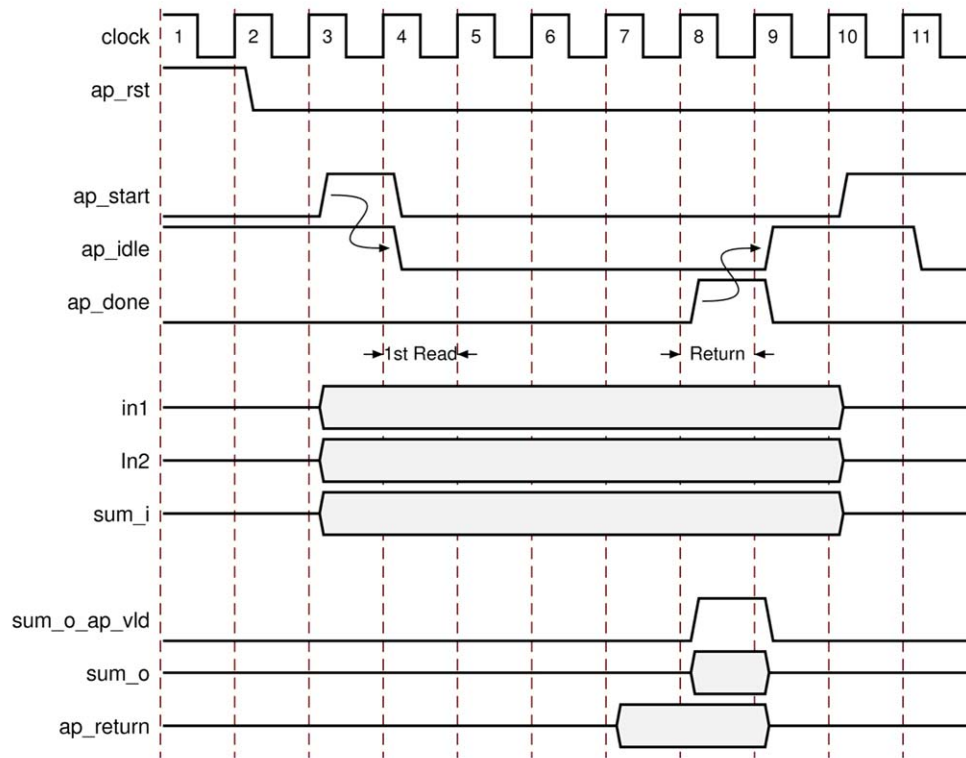 clock 1 2 3 4 5 6 7 8 9 10 11
ap_rst
ap_start
ap_idle
ap_done
1st Read Return
in1
In2
sum_i
sum_o_ap_vld
sum_o
ap_return